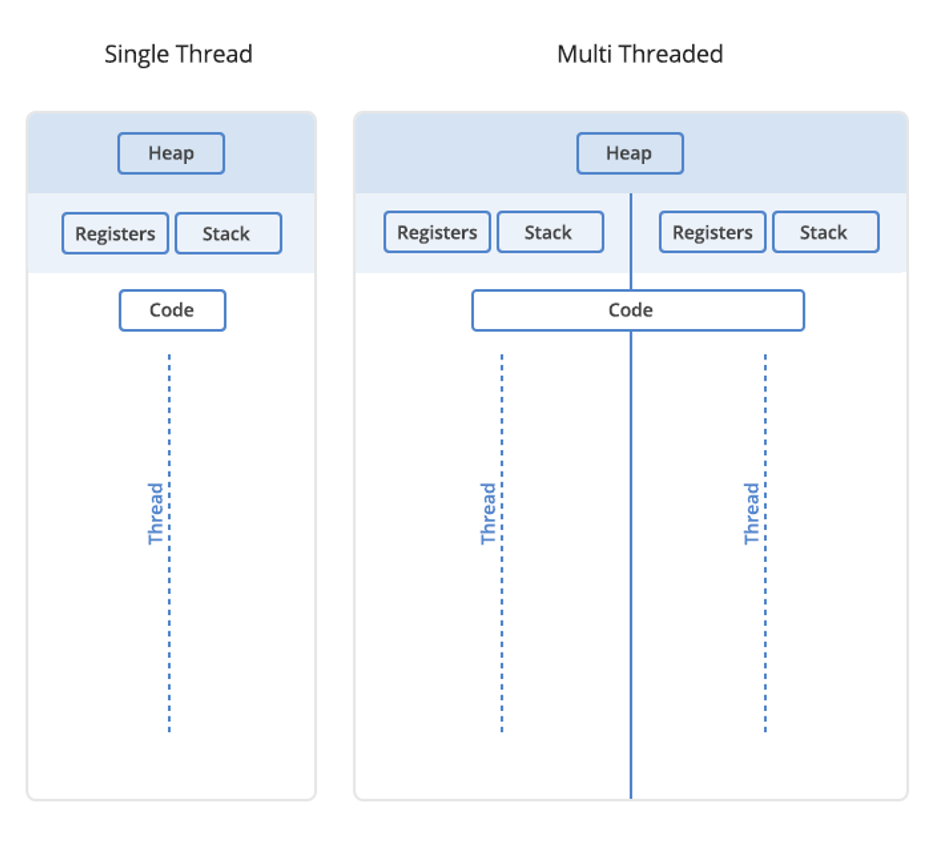 Single Thread
Multi Threaded
Heap
Heap
Registers Stack
Registers Stack
Registers Stack
Code
Code
Thread
Thread
Thread